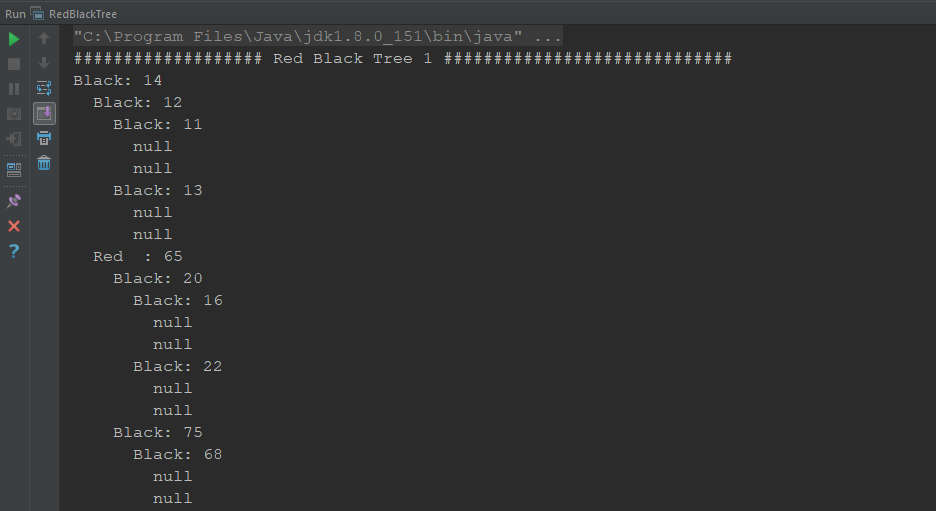 Run RedBlackTree
"C:\Program Files\Java\jdk1.8.0_151\bin\java" ...
################### Red Black Tree 1 #############################
Black: 14
  Black: 12
    Black: 11
      null
      null
    Black: 13
      null
      null
  Red  : 65
    Black: 20
      Black: 16
        null
        null
      Black: 22
        null
        null
    Black: 75
      Black: 68
        null
        null